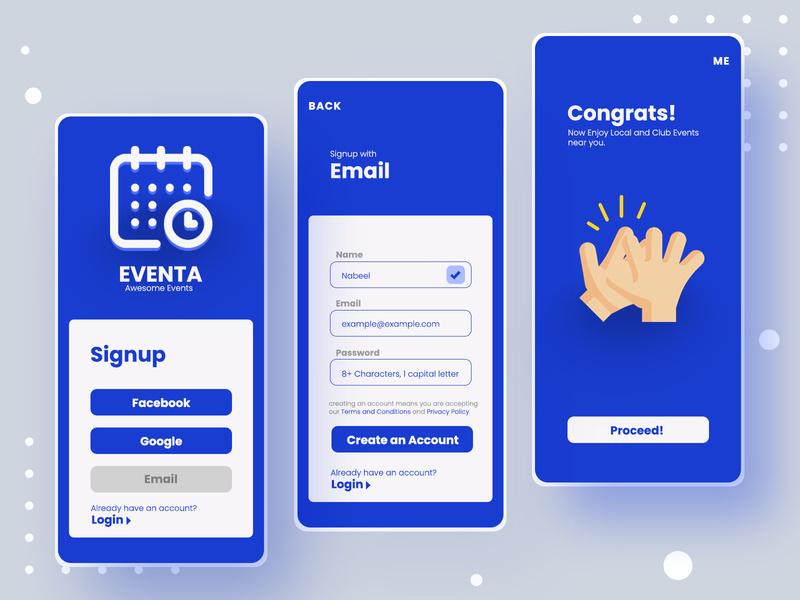 EVENTA
Awesome Events
Signup
Facebook
Google
Email
Already have an account?
Login
BACK
Signup with
Email
Name
Nabeel
Email
example@example.com
Password
8+ Characters, 1 capital letter
creating an account means you are accepting
our Terms and Conditions and Privacy Policy.
Create an Account
Already have an account?
Login
ME
Congrats!
Now Enjoy Local and Club Events
near you.
Proceed!